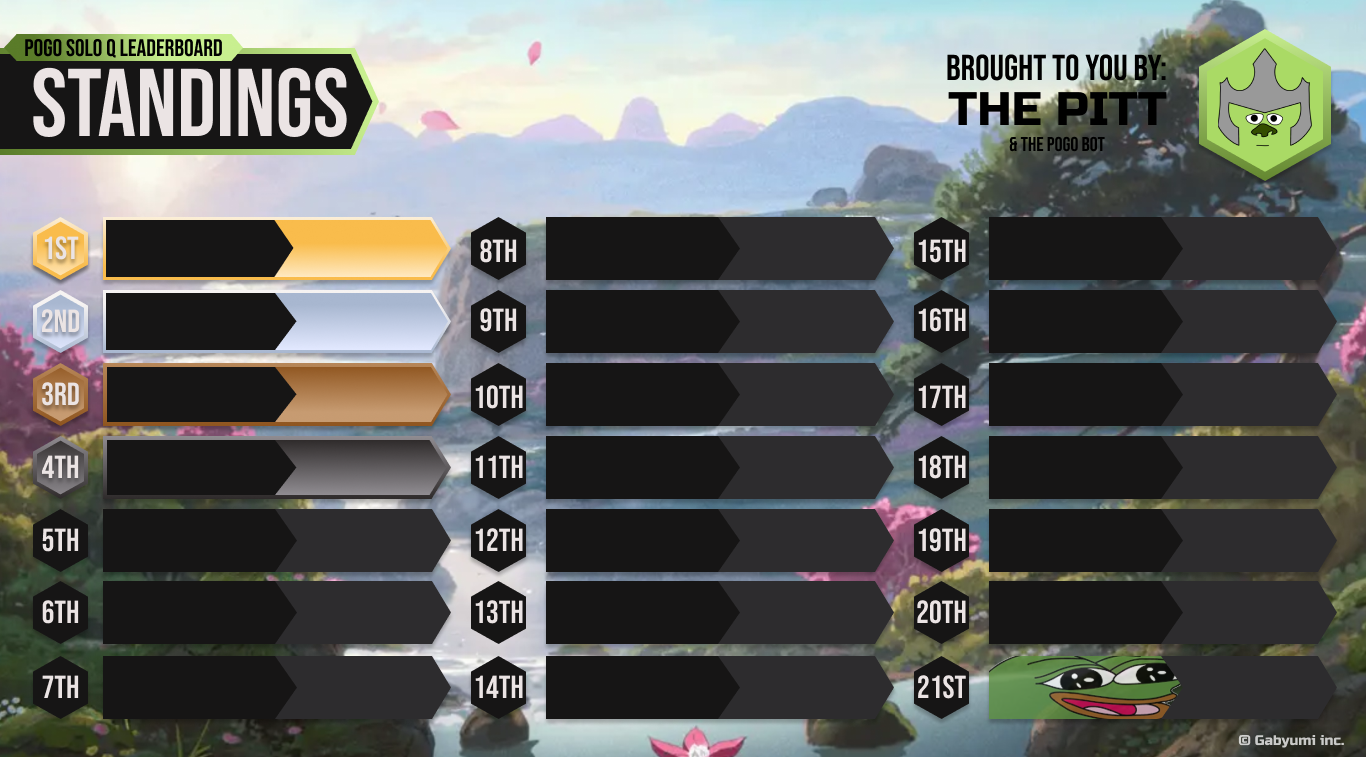 POGO SOLO Q LEADERBOARD
STANDINGS
BROUGHT TO YOU BY:
THE PITT
& THE POGO BOT
1ST
2ND
3RD
4TH
5TH
6TH
7TH
8TH
9TH
10TH
11TH
12TH
13TH
14TH
15TH
16TH
17TH
18TH
19TH
20TH
21ST
© Gabyumi inc.